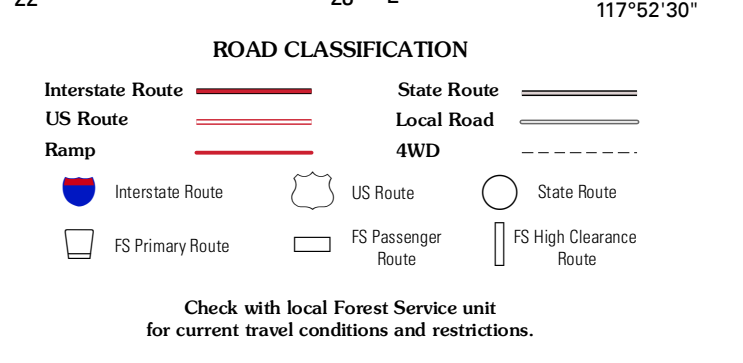 117°52'30"
ROAD CLASSIFICATION
Interstate Route State Route
US Route Local Road
Ramp 4WD
Interstate Route US Route State Route
FS Primary Route FS Passenger Route FS High Clearance Route
Check with local Forest Service unit
for current travel conditions and restrictions.